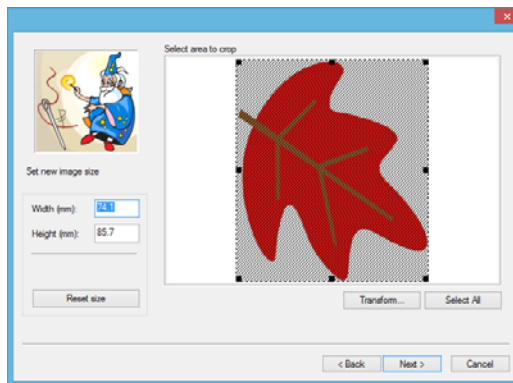 Select area to crop
Set new image size
Width (mm): 74.1
Height (mm): 85.7
Reset size
Transform... Select All
< Back Next > Cancel